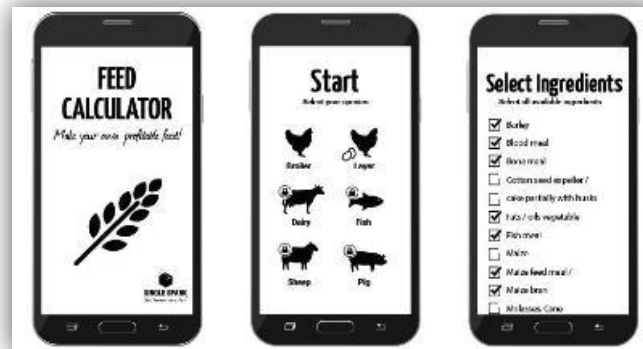 FEED
CALCULATOR
Make your own profitable feed!
SINGLE SPARK
Start
Select your species
Broiler
Layer
Dairy
Fish
Sheep
Pig
Select Ingredients
Select all available ingredients
Barley
Blood meal
Bone meal
Cotton seed expeller /
cake partially with husks
Fats / oils vegetable
Fish meal
Maize
Maize feed meal /
Maize bran
Molasses, Cane